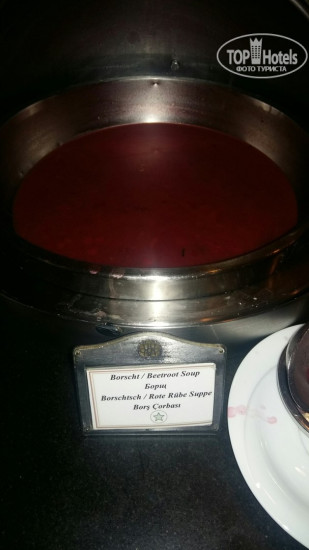 TOP Hotels
ФОТО ТУРИСТА
Borscht / Beetroot Soup
Борщ
Borschtsch / Rote Rübe Suppe
Borş Çorbası